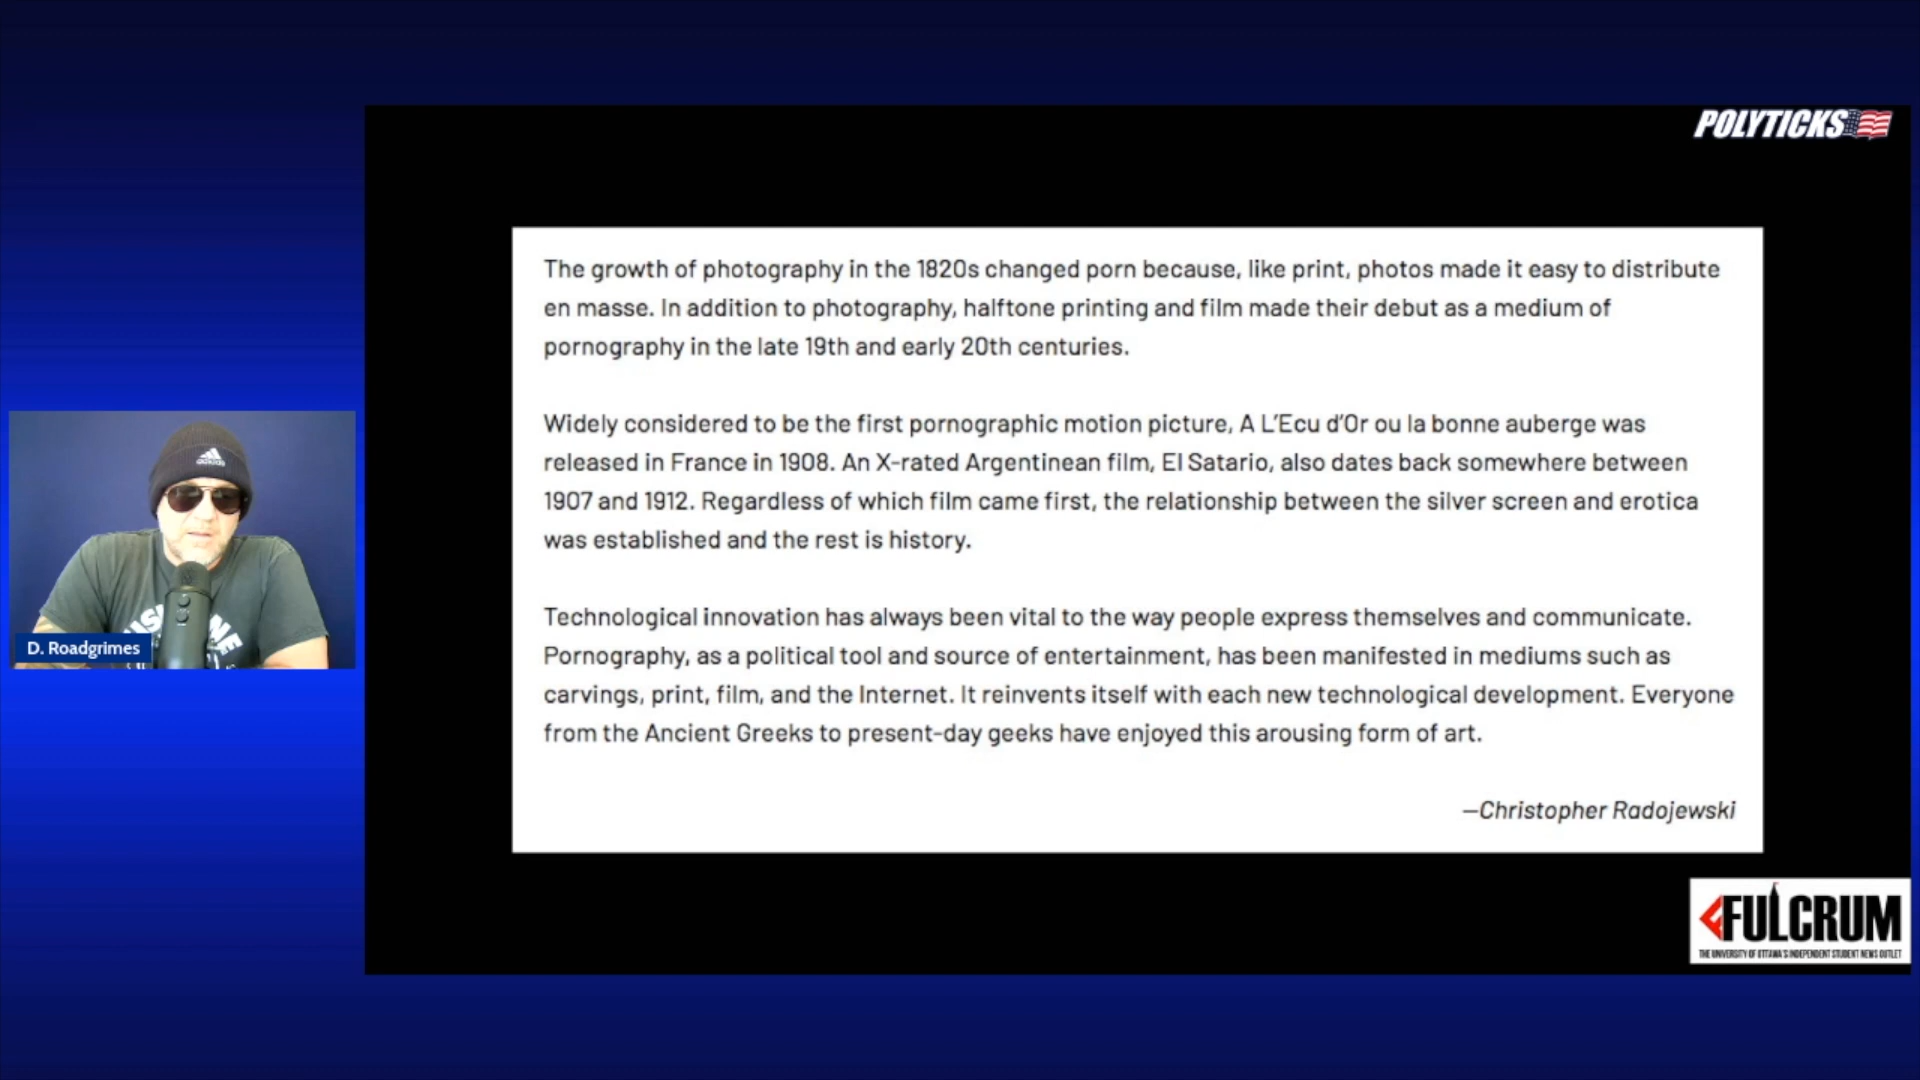 POLYTICKS
The growth of photography in the 1820s changed porn because, like print, photos made it easy to distribute
en masse. In addition to photography, halftone printing and film made their debut as a medium of
pornography in the late 19th and early 20th centuries.
Widely considered to be the first pornographic motion picture, A L'Ecu d'Or ou la bonne auberge was
released in France in 1908. An X-rated Argentinean film, El Satario, also dates back somewhere between
1907 and 1912. Regardless of which film came first, the relationship between the silver screen and erotica
was established and the rest is history.
Technological innovation has always been vital to the way people express themselves and communicate.
Pornography, as a political tool and source of entertainment, has been manifested in mediums such as
carvings, print, film, and the Internet. It reinvents itself with each new technological development. Everyone
from the Ancient Greeks to present-day geeks have enjoyed this arousing form of art.
—Christopher Radojewski
adidas
D. Roadgrimes
FULCRUM
THE UNIVERSITY OF OTTAWA'S INDEPENDENT STUDENT NEWS OUTLET